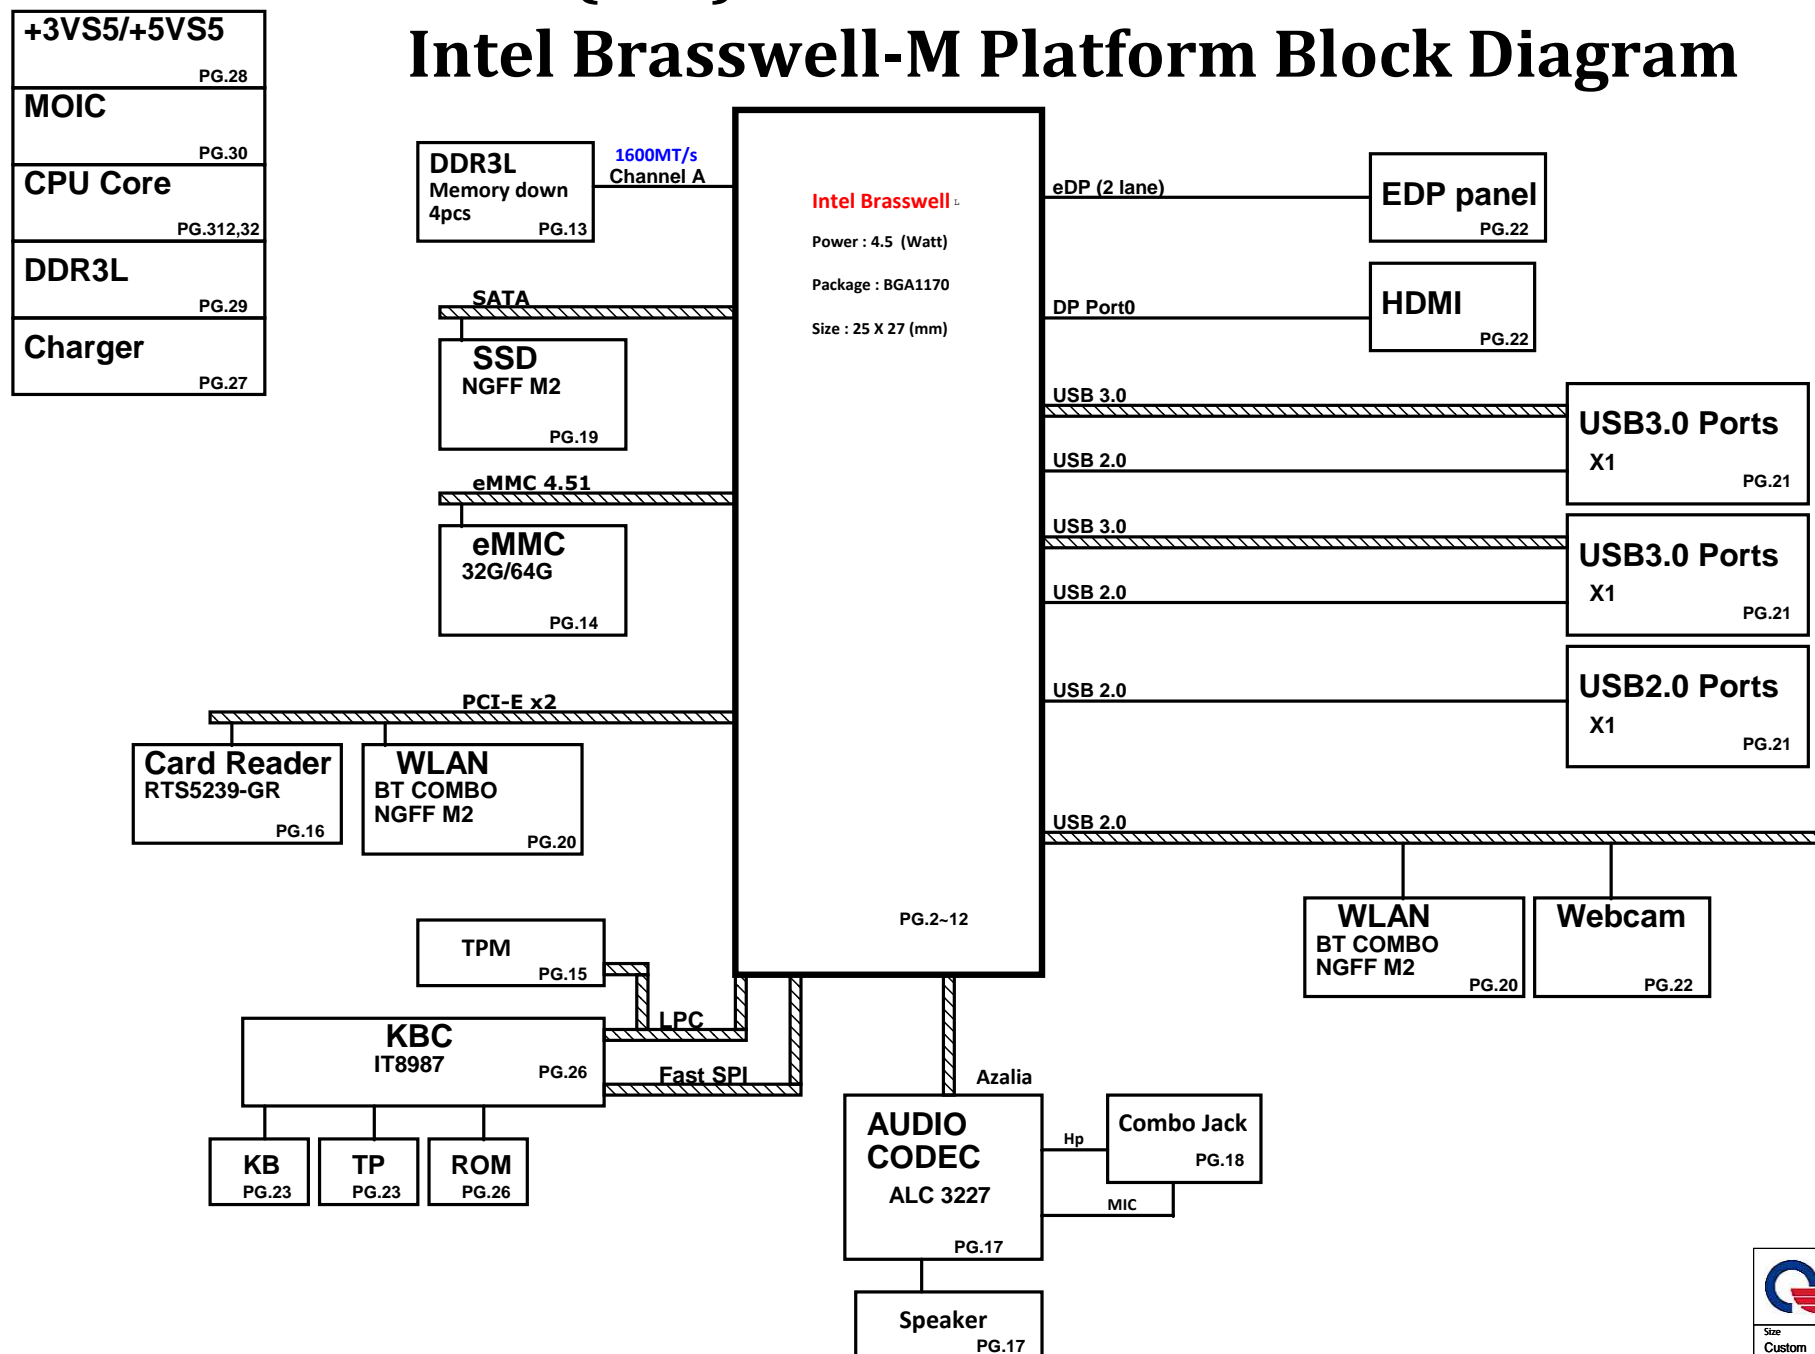 Intel Brasswell-M Platform Block Diagram
+3VS5/+5VS5
PG.28
MOIC
PG.30
CPU Core
PG.312,32
DDR3L
PG.29
Charger
PG.27
DDR3L
Memory down
4pcs
PG.13
1600MT/s
Channel A
SATA
SSD
NGFF M2
PG.19
eMMC 4.51
eMMC
32G/64G
PG.14
PCI-E x2
Card Reader
RTS5239-GR
PG.16
WLAN
BT COMBO
NGFF M2
PG.20
TPM
PG.15
LPC
KBC
IT8987
PG.26
Fast SPI
KB
PG.23
TP
PG.23
ROM
PG.26
Intel Brasswell
Power : 4.5 (Watt)
Package : BGA1170
Size : 25 X 27 (mm)
PG.2~12
eDP (2 lane)
EDP panel
PG.22
DP Port0
HDMI
PG.22
USB 3.0
USB 2.0
USB3.0 Ports
X1
PG.21
USB 3.0
USB 2.0
USB3.0 Ports
X1
PG.21
USB 2.0
USB2.0 Ports
X1
PG.21
USB 2.0
WLAN
BT COMBO
NGFF M2
PG.20
Webcam
PG.22
Azalia
AUDIO
CODEC
ALC 3227
PG.17
Hp
MIC
Combo Jack
PG.18
Speaker
PG.17
Size
Custom